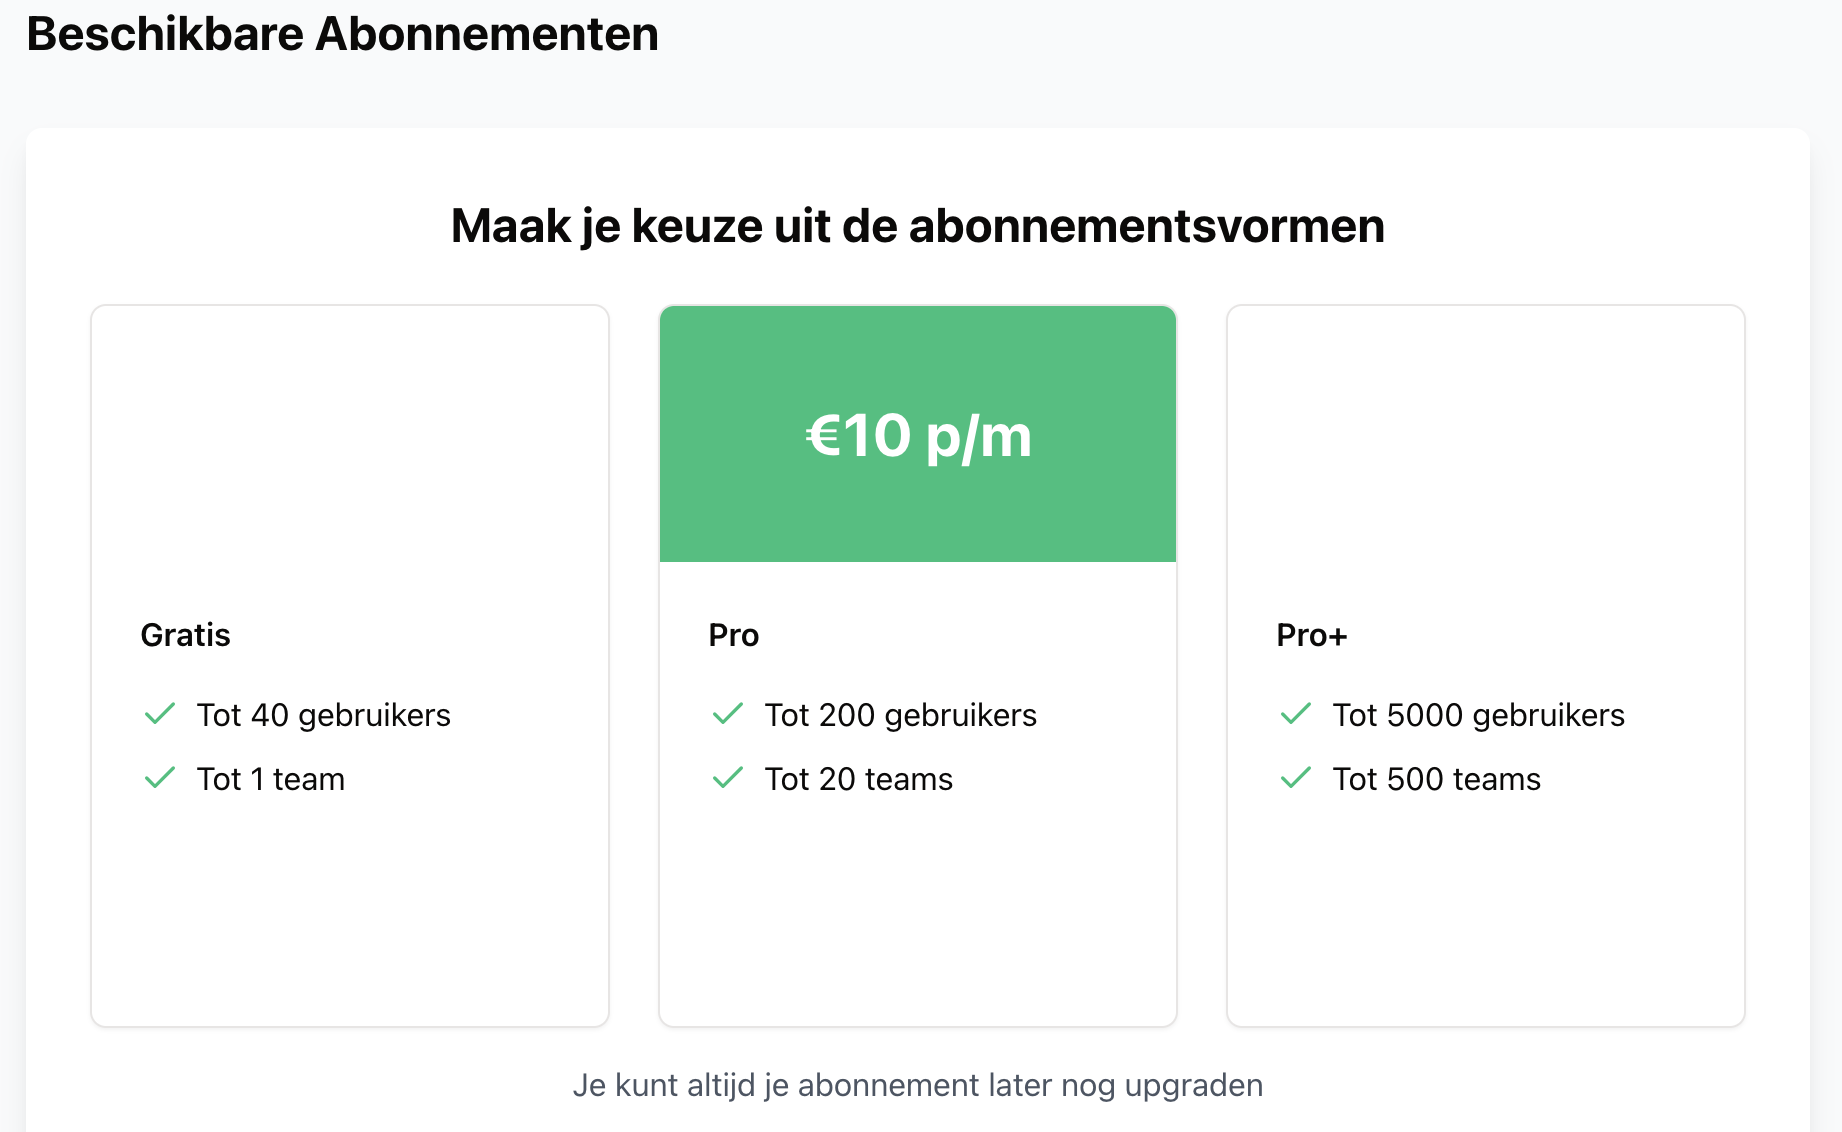 Beschikbare Abonnementen
Maak je keuze uit de abonnementsvormen
€10 p/m
Gratis
Tot 40 gebruikers
Tot 1 team
Pro
Tot 200 gebruikers
Tot 20 teams
Pro+
Tot 5000 gebruikers
Tot 500 teams
Je kunt altijd je abonnement later nog upgraden